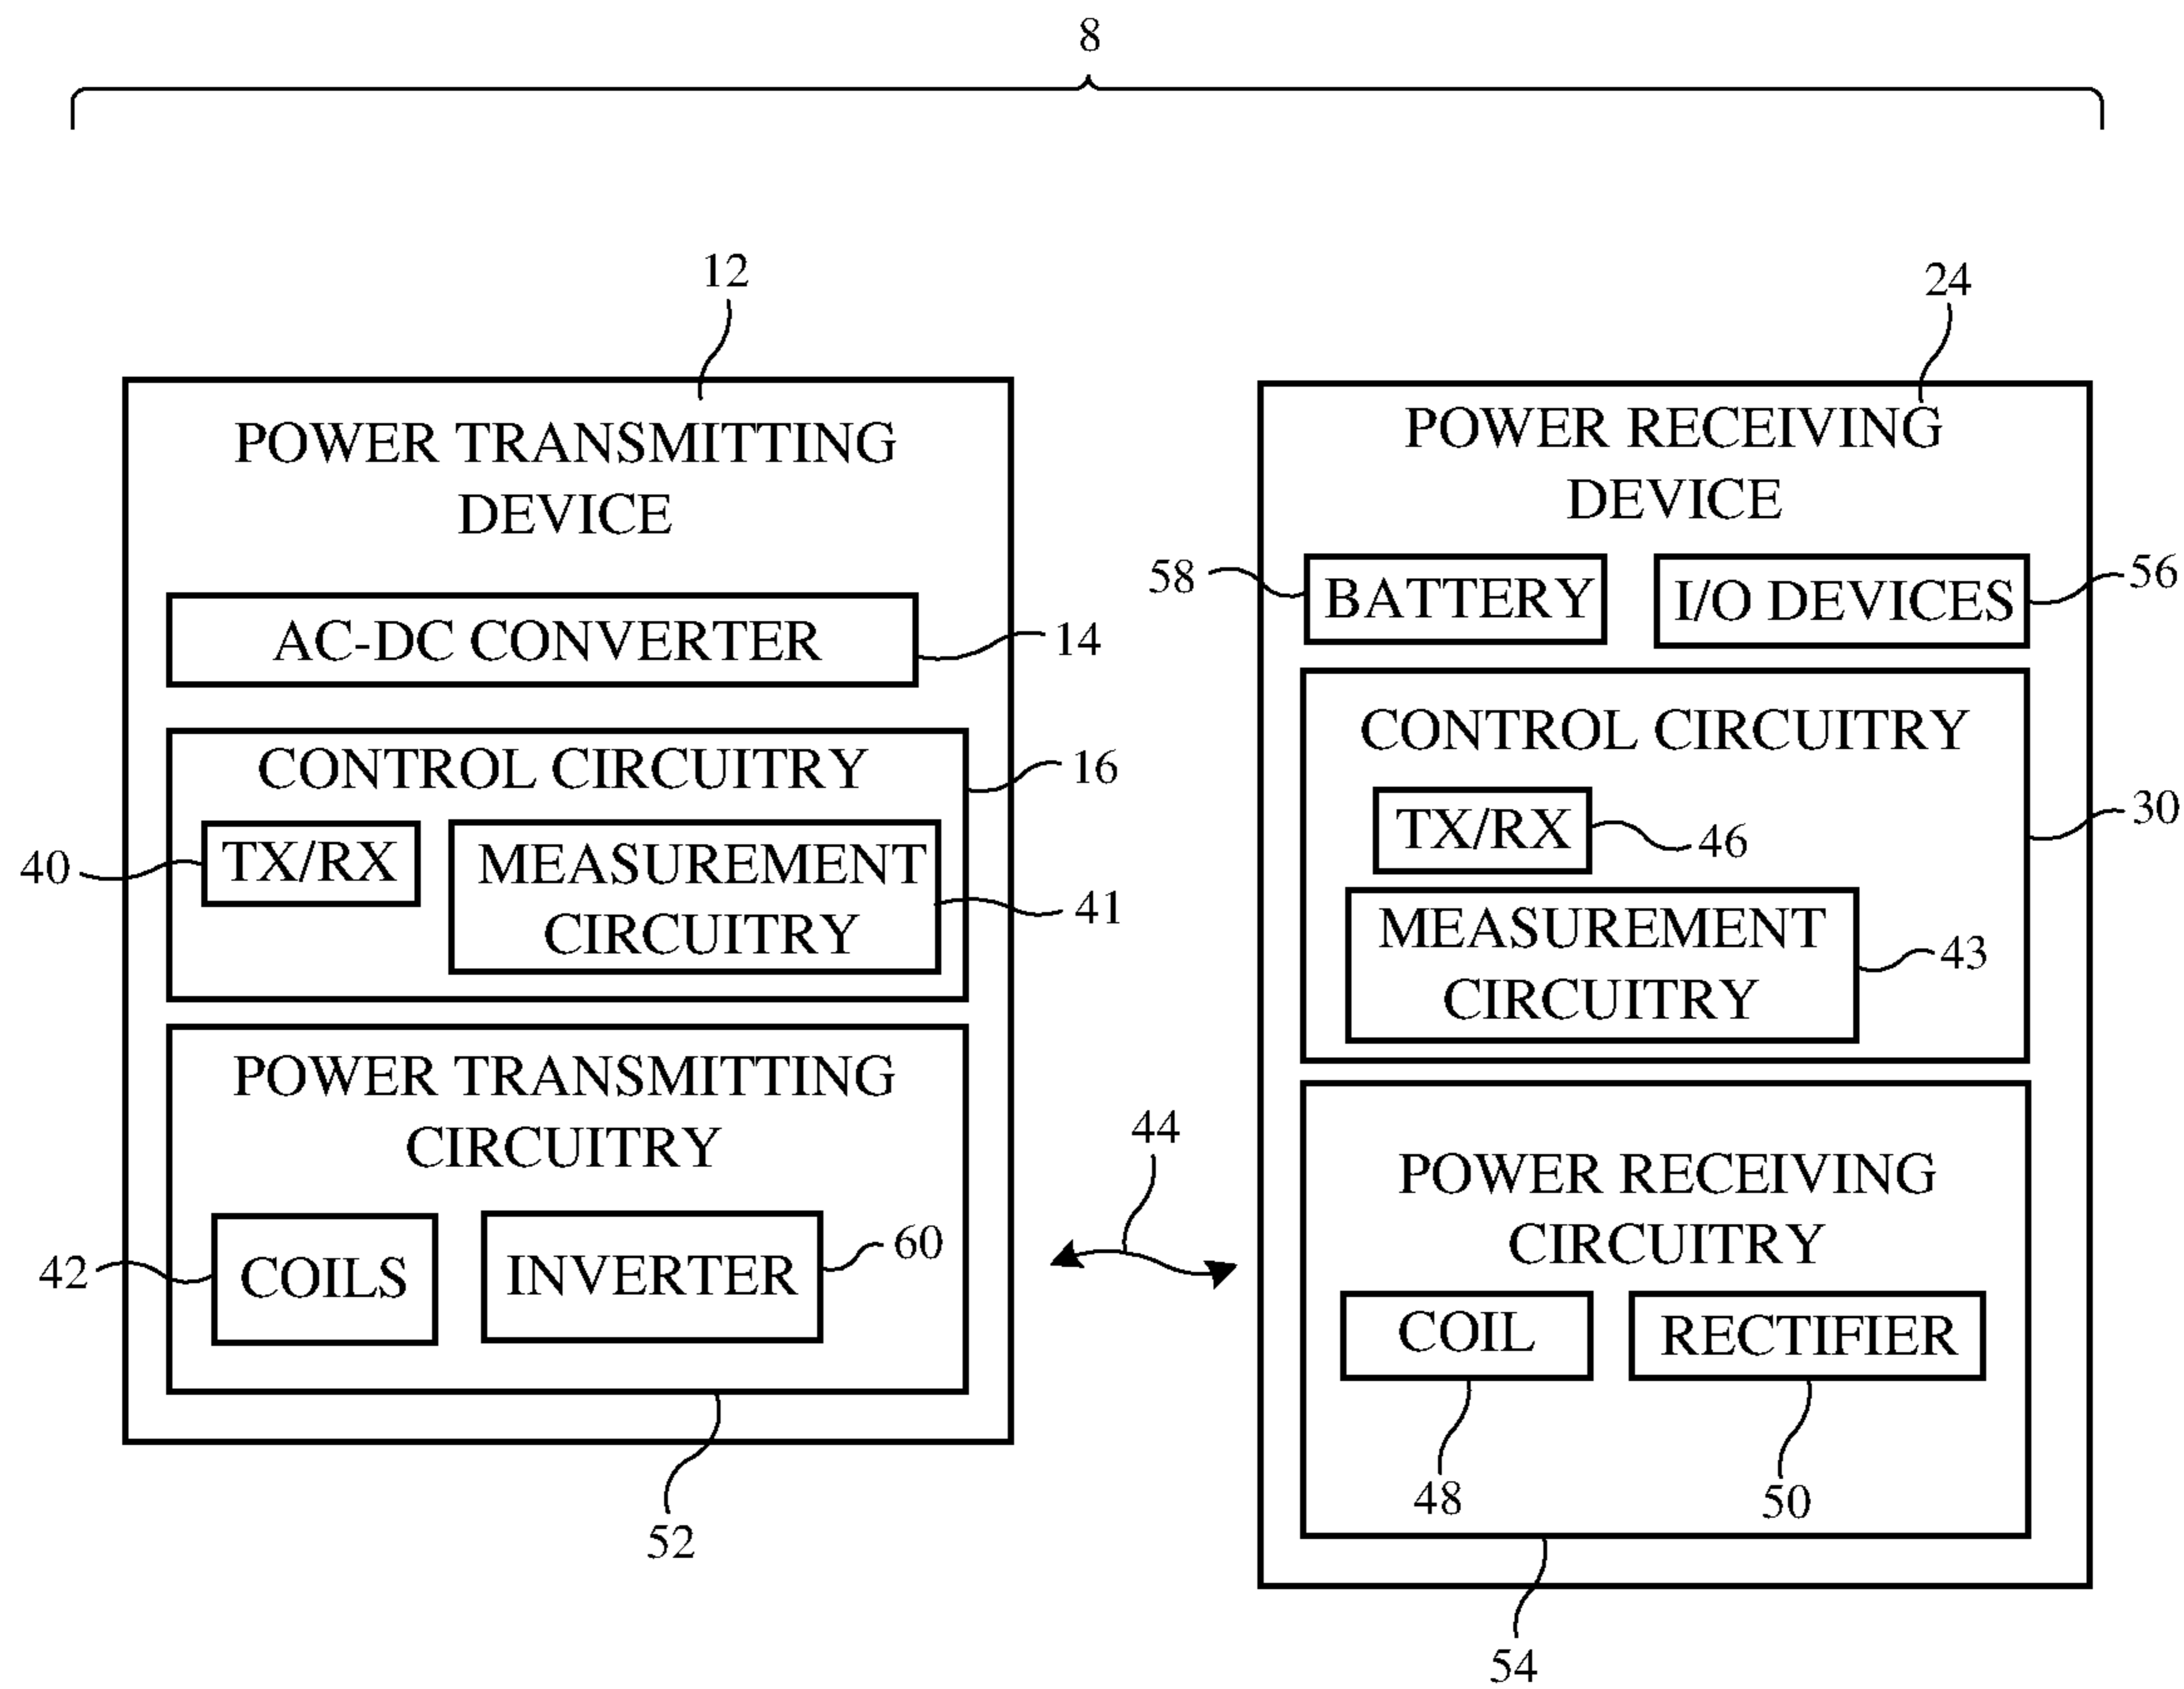 8
12
POWER TRANSMITTING
DEVICE
AC-DC CONVERTER
14
CONTROL CIRCUITRY
16
40
TX/RX
MEASUREMENT
CIRCUITRY
41
POWER TRANSMITTING
CIRCUITRY
42
COILS
INVERTER
60
52
44
24
POWER RECEIVING
DEVICE
58
BATTERY
I/O DEVICES
56
CONTROL CIRCUITRY
30
TX/RX
46
MEASUREMENT
CIRCUITRY
43
POWER RECEIVING
CIRCUITRY
COIL
RECTIFIER
48
50
54